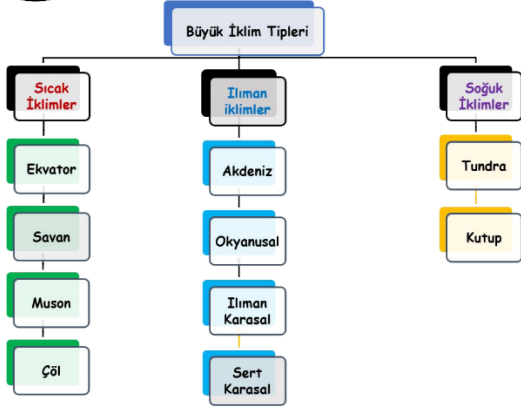 Büyük İklim Tipleri
Sıcak
İklimler
Ekvator
Savan
Muson
Çöl
Ilıman
iklimler
Akdeniz
Okyanusal
Ilıman
Karasal
Sert
Karasal
Soğuk
İklimler
Tundra
Kutup